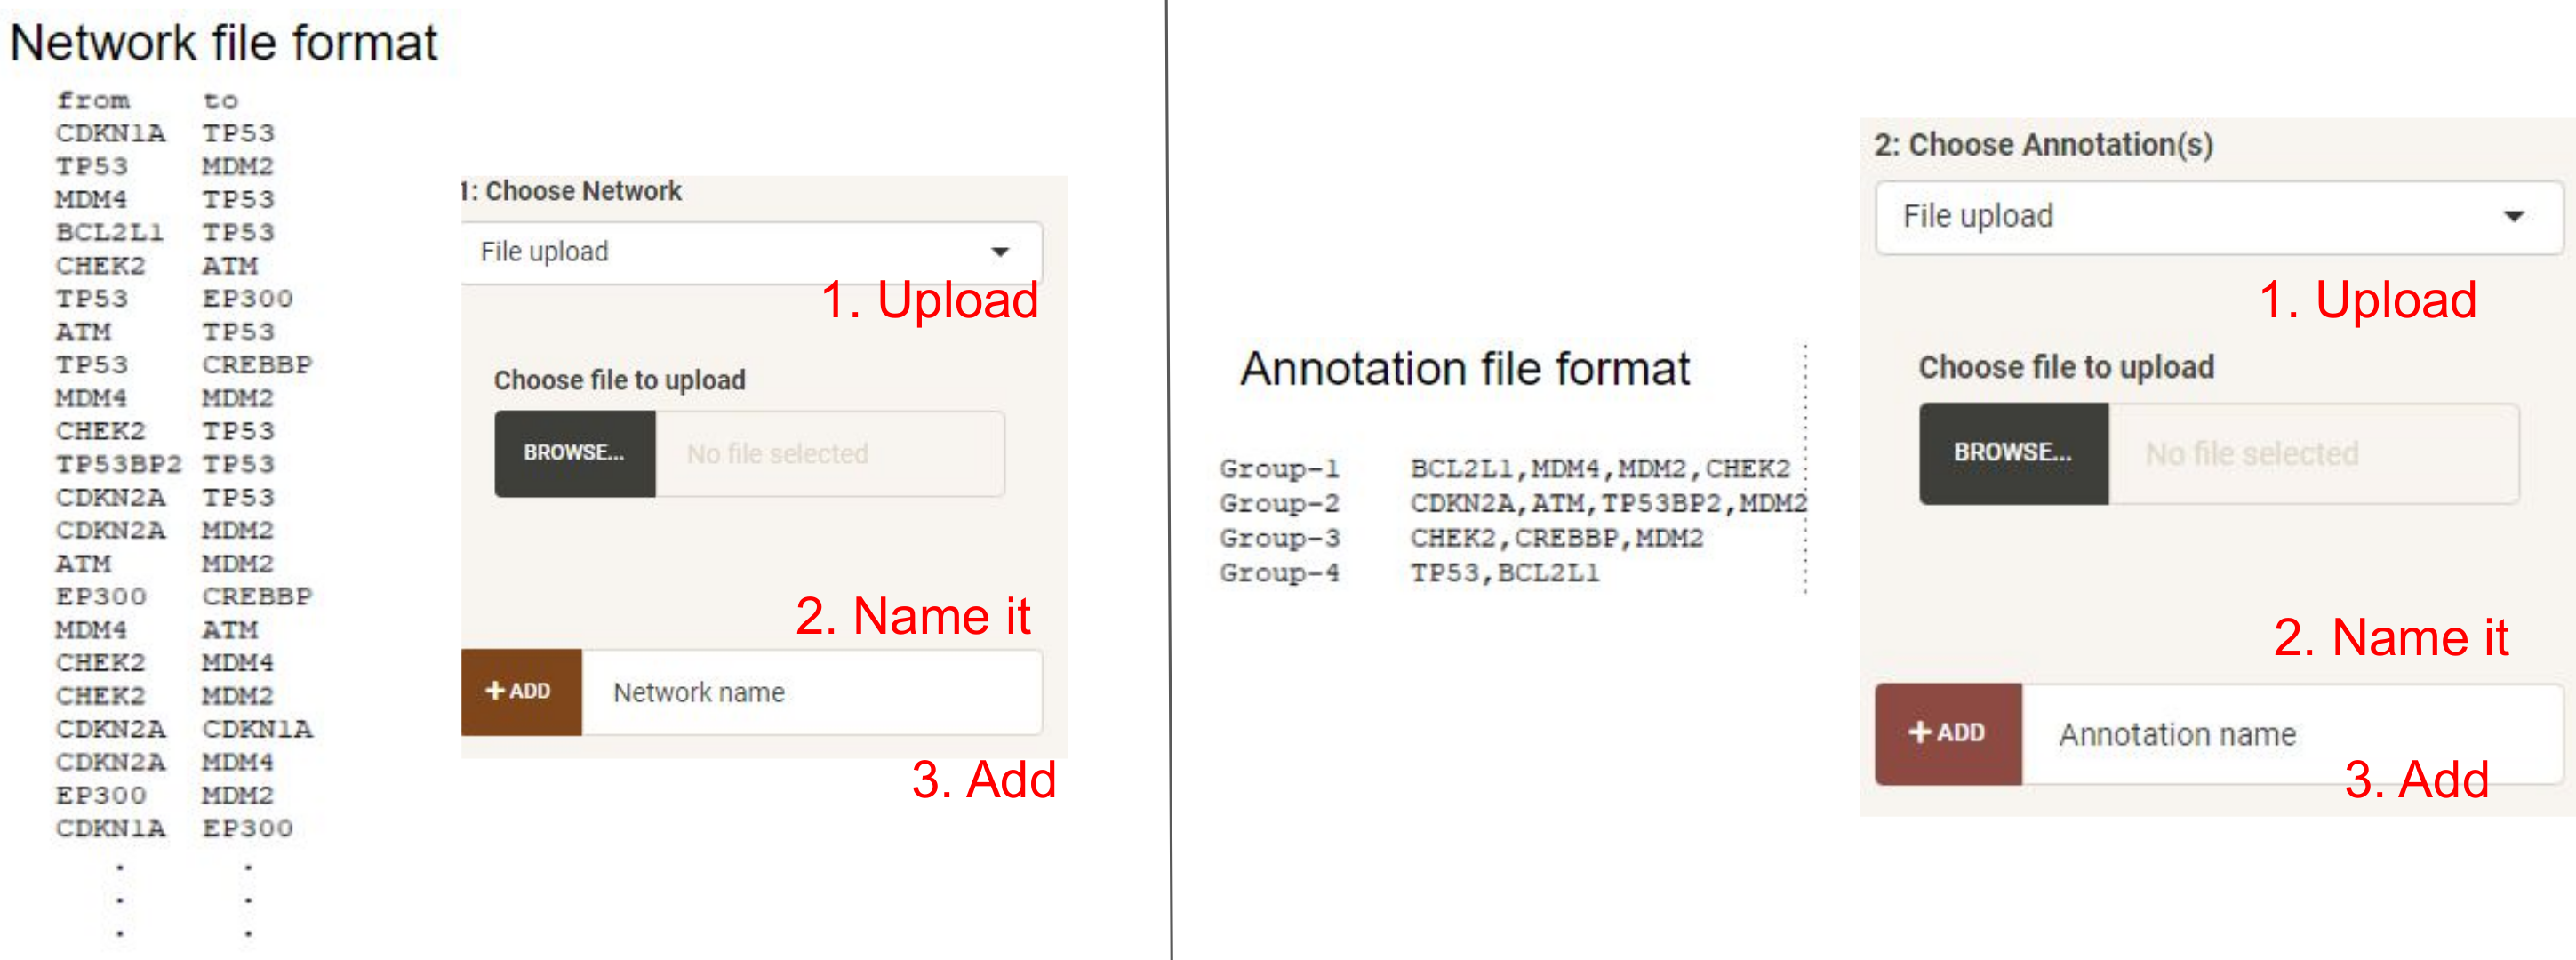 Network file format
from to
CDKN1A TP53
TP53 MDM2
MDM4 TP53
BCL2L1 TP53
CHEK2 ATM
TP53 EP300
ATM TP53
TP53 CREBBP
MDM4 MDM2
CHEK2 TP53
TP53BP2 TP53
CDKN2A TP53
CDKN2A MDM2
ATM MDM2
EP300 CREBBP
MDM4 ATM
CHEK2 MDM4
CHEK2 MDM2
CDKN2A CDKN1A
CDKN2A MDM4
EP300 MDM2
CDKN1A EP300
. .
. .
. .
1: Choose Network
File upload
1. Upload
Choose file to upload
BROWSE... No file selected
2. Name it
+ ADD Network name
3. Add
Annotation file format
Group-1 BCL2L1,MDM4,MDM2,CHEK2
Group-2 CDKN2A,ATM,TP53BP2,MDM2
Group-3 CHEK2,CREBBP,MDM2
Group-4 TP53,BCL2L1
2: Choose Annotation(s)
File upload
1. Upload
Choose file to upload
BROWSE... No file selected
2. Name it
+ ADD Annotation name
3. Add